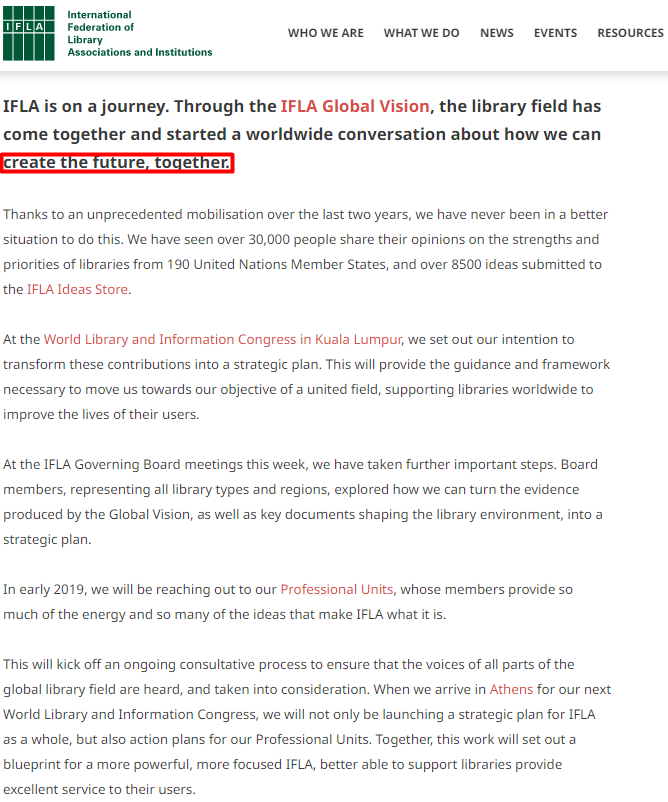 IFLA
International
Federation of
Library
Associations and Institutions
WHO WE ARE WHAT WE DO NEWS EVENTS RESOURCES
IFLA is on a journey. Through the IFLA Global Vision, the library field has
come together and started a worldwide conversation about how we can
create the future, together.
Thanks to an unprecedented mobilisation over the last two years, we have never been in a better
situation to do this. We have seen over 30,000 people share their opinions on the strengths and
priorities of libraries from 190 United Nations Member States, and over 8500 ideas submitted to
the IFLA Ideas Store.
At the World Library and Information Congress in Kuala Lumpur, we set out our intention to
transform these contributions into a strategic plan. This will provide the guidance and framework
necessary to move us towards our objective of a united field, supporting libraries worldwide to
improve the lives of their users.
At the IFLA Governing Board meetings this week, we have taken further important steps. Board
members, representing all library types and regions, explored how we can turn the evidence
produced by the Global Vision, as well as key documents shaping the library environment, into a
strategic plan.
In early 2019, we will be reaching out to our Professional Units, whose members provide so
much of the energy and so many of the ideas that make IFLA what it is.
This will kick off an ongoing consultative process to ensure that the voices of all parts of the
global library field are heard, and taken into consideration. When we arrive in Athens for our next
World Library and Information Congress, we will not only be launching a strategic plan for IFLA
as a whole, but also action plans for our Professional Units. Together, this work will set out a
blueprint for a more powerful, more focused IFLA, better able to support libraries provide
excellent service to their users.